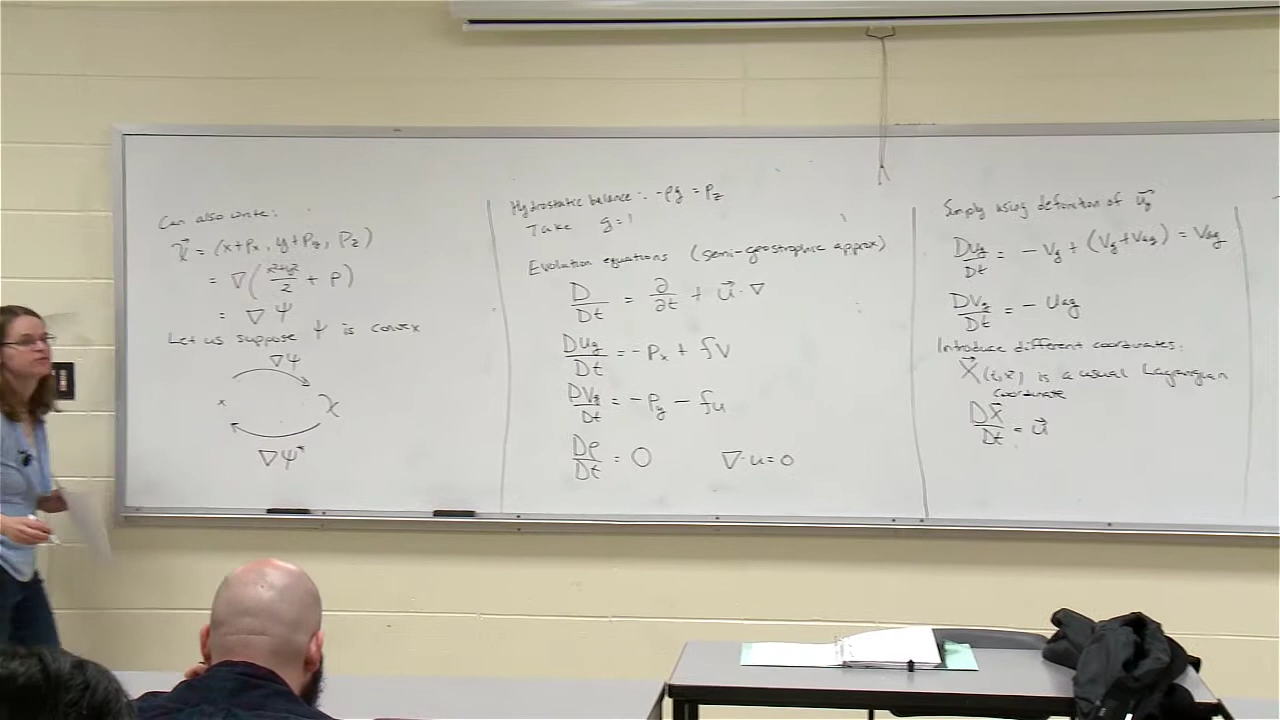 Can also write:
χ⃗ = (x+Px, y+Py, Pz)
= ∇((x²+y²)/2 + P)
= ∇ψ
Let us suppose ψ is convex
∇ψ
x χ
∇ψ*
Hydrostatic balance: -ρg = Pz
Take g=1
Evolution equations (semi-geostrophic approx)
D/Dt = ∂/∂t + u⃗·∇
Dug/Dt = -Px + fv
Dvg/Dt = -Py - fu
Dρ/Dt = 0 ∇·u=0
Simply using definition of u⃗g
Dug/Dt = -Vg + (Vg+Vag) = Vag
DVg/Dt = -uag
Introduce different coordinates:
X⃗(t,x⃗) is a usual Lagrangian
coordinate
DX⃗/Dt = u⃗